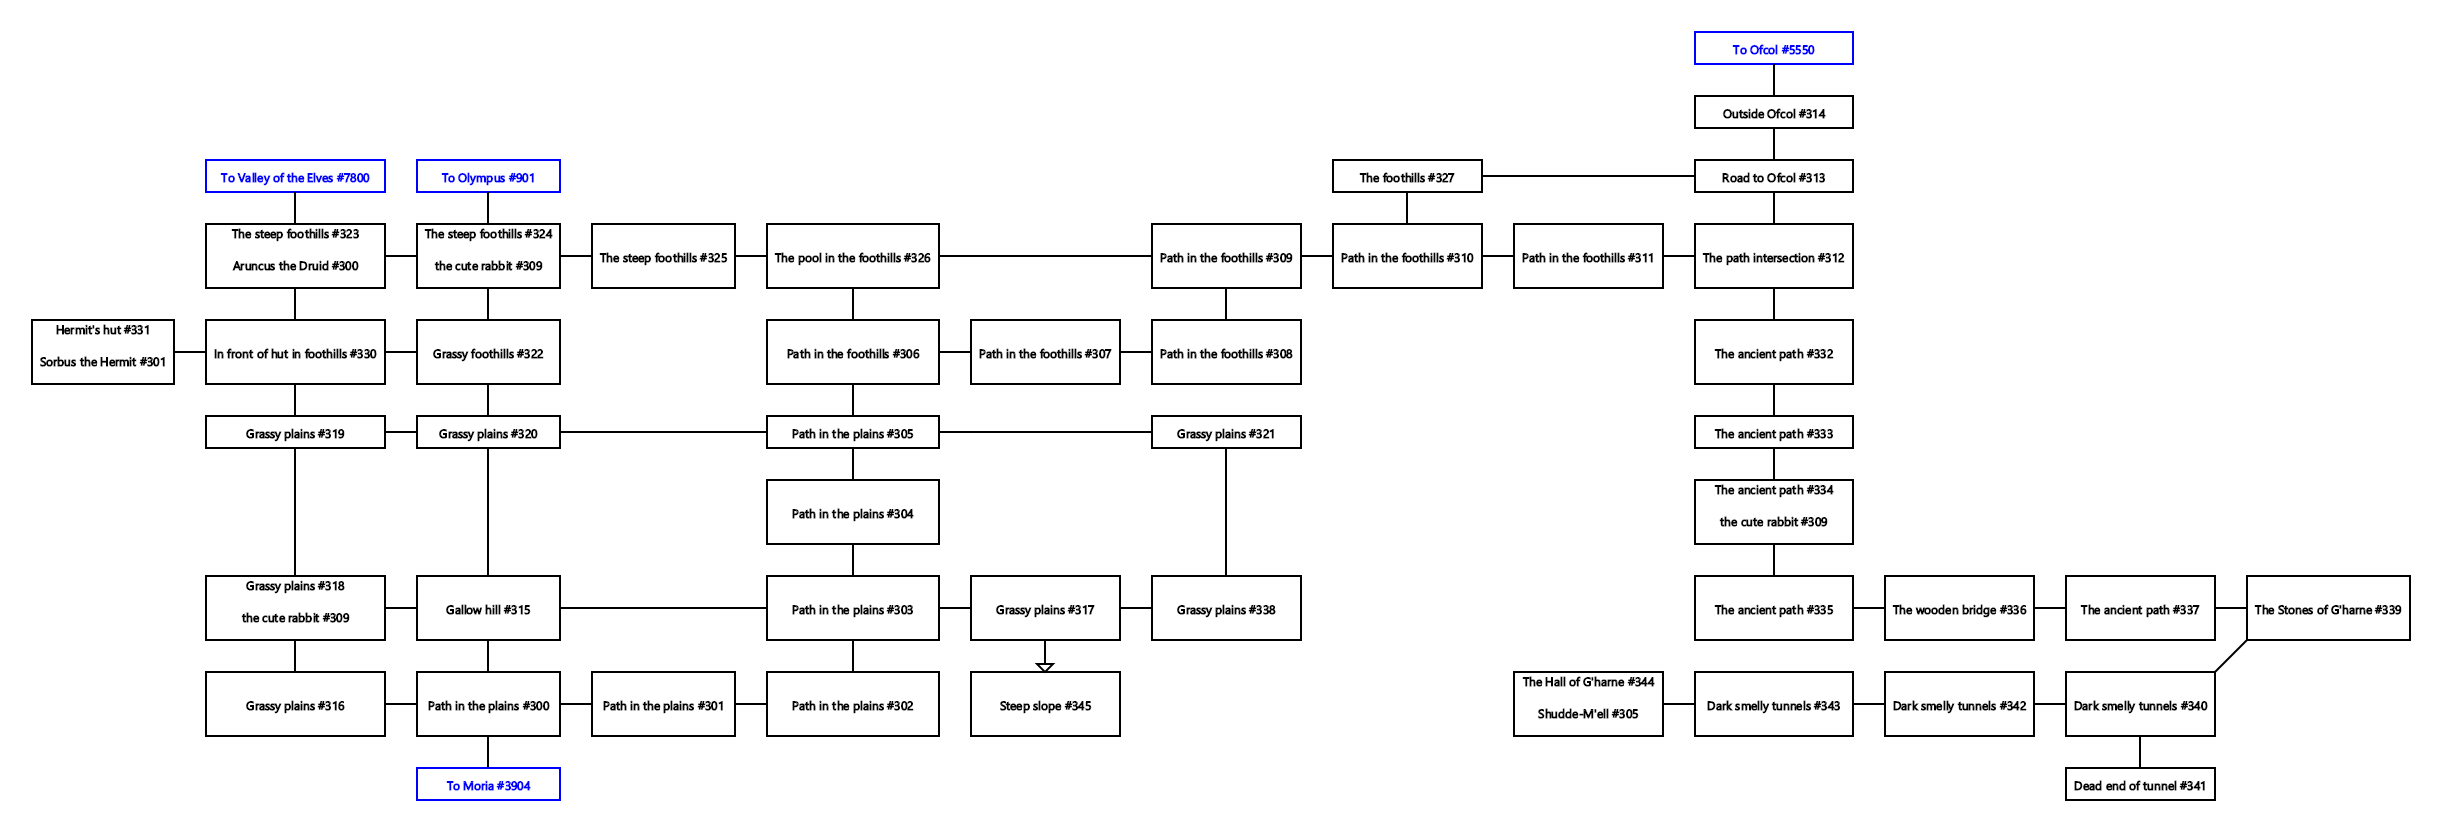 To Ofcol #5550
Outside Ofcol #314
To Valley of the Elves #7800
To Olympus #901
The foothills #327
Road to Ofcol #313
The steep foothills #323
Aruncus the Druid #300
The steep foothills #324
the cute rabbit #309
The steep foothills #325
The pool in the foothills #326
Path in the foothills #309
Path in the foothills #310
Path in the foothills #311
The path intersection #312
Hermit's hut #331
Sorbus the Hermit #301
In front of hut in foothills #330
Grassy foothills #322
Path in the foothills #306
Path in the foothills #307
Path in the foothills #308
The ancient path #332
Grassy plains #319
Grassy plains #320
Path in the plains #305
Grassy plains #321
The ancient path #333
Path in the plains #304
The ancient path #334
the cute rabbit #309
Grassy plains #318
the cute rabbit #309
Gallow hill #315
Path in the plains #303
Grassy plains #317
Grassy plains #338
The ancient path #335
The wooden bridge #336
The ancient path #337
The Stones of G'harne #339
Grassy plains #316
Path in the plains #300
Path in the plains #301
Path in the plains #302
Steep slope #345
The Hall of G'harne #344
Shudde-M'ell #305
Dark smelly tunnels #343
Dark smelly tunnels #342
Dark smelly tunnels #340
To Moria #3904
Dead end of tunnel #341